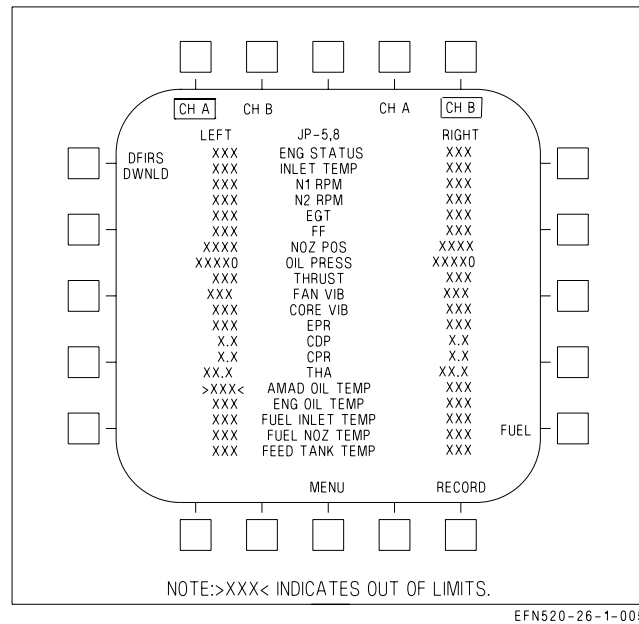 CH A CH B CH A CH B
LEFT JP-5,8 RIGHT
DFIRS
DWNLD
XXX ENG STATUS XXX
XXX INLET TEMP XXX
XXX N1 RPM XXX
XXX N2 RPM XXX
XXX EGT XXX
XXX FF XXX
XXXX NOZ POS XXXX
XXXX0 OIL PRESS XXXX0
XXX THRUST XXX
XXX FAN VIB XXX
XXX CORE VIB XXX
XXX EPR XXX
X.X CDP X.X
X.X CPR X.X
XX.X THA XX.X
>XXX< AMAD OIL TEMP XXX
XXX ENG OIL TEMP XXX
XXX FUEL INLET TEMP XXX
XXX FUEL NOZ TEMP XXX
XXX FEED TANK TEMP XXX
FUEL
MENU RECORD
NOTE:>XXX< INDICATES OUT OF LIMITS.